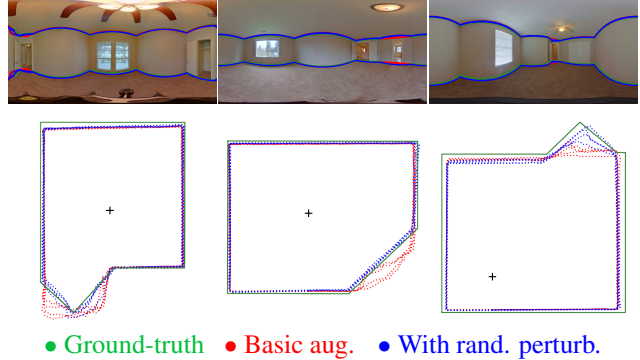 ● Ground-truth ● Basic aug. ● With rand. perturb.